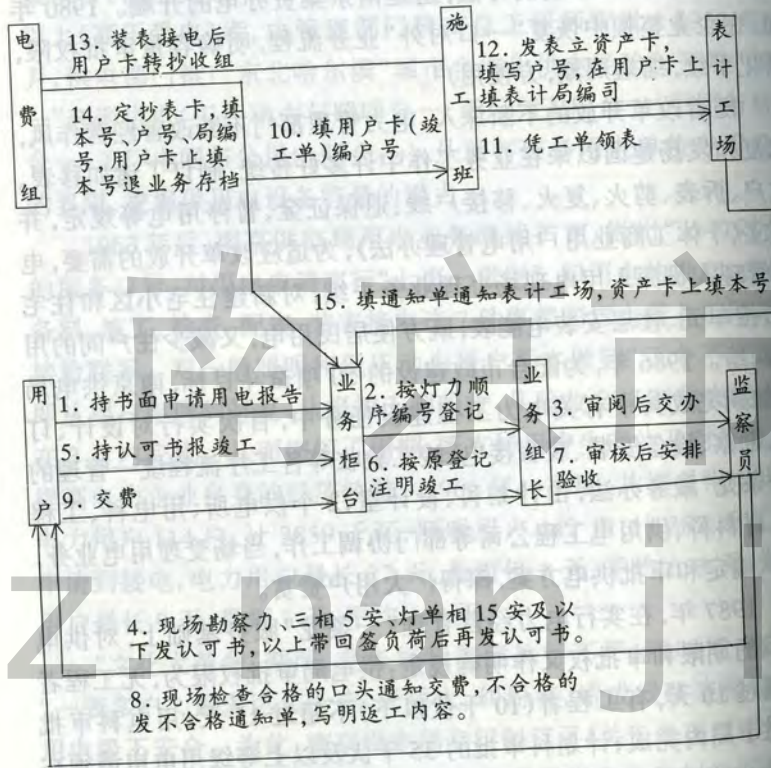 电费组
13. 装表接电后
用户卡转抄收组
14. 定抄表卡,填
本号、户号、局编
号,用户卡上填
本号退业务存档
10. 填用户卡(竣
工单)编户号
施工班
12. 发表立资产卡,
填写户号,在用户卡上
填表计局编司
11. 凭工单领表
表计工场
15. 填通知单通知表计工场,资产卡上填本号
用户
1. 持书面申请用电报告
5. 持认可书报竣工
9. 交费
业务柜台
2. 按灯力顺
序编号登记
6. 按原登记
注明竣工
业务组长
3. 审阅后交办
7. 审核后安排
验收
监察员
4. 现场勘察力、三相5安、灯单相15安及以
下发认可书,以上带回签负荷后再发认可书。
8. 现场检查合格的口头通知交费,不合格的
发不合格通知单,写明返工内容。
南京市
z.nanji